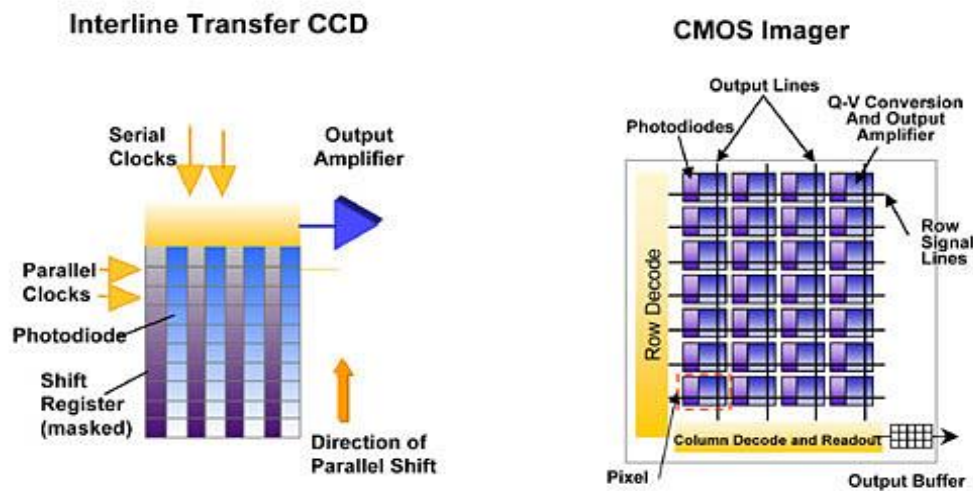 Interline Transfer CCD
Serial
Clocks
Output
Amplifier
Parallel
Clocks
Photodiode
Shift
Register
(masked)
Direction of
Parallel Shift
CMOS Imager
Output Lines
Q-V Conversion
And Output
Amplifier
Photodiodes
Row
Signal
Lines
Row Decode
Column Decode and Readout
Pixel
Output Buffer